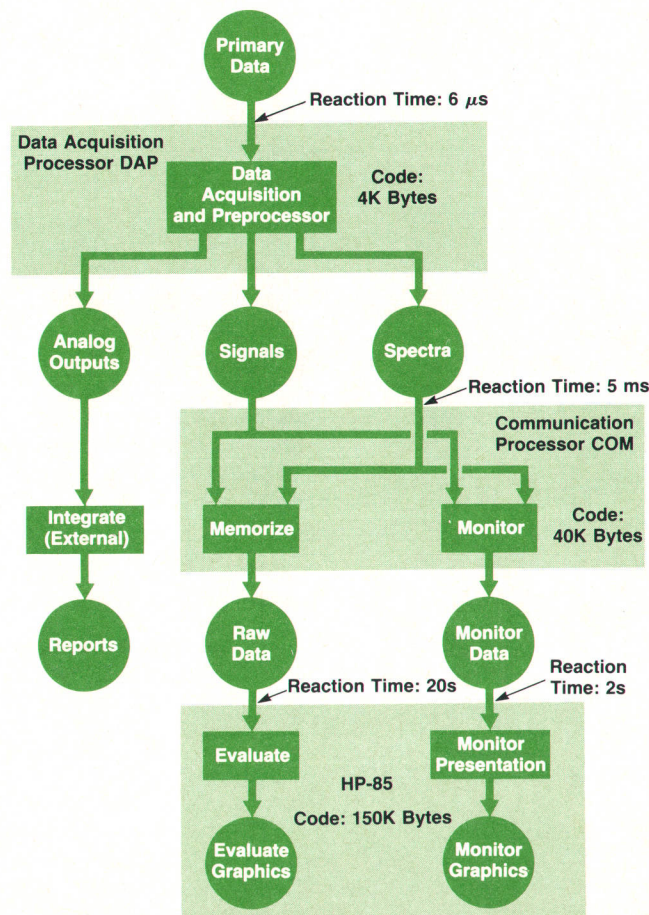 Primary
Data
Reaction Time: 6 μs
Data Acquisition
Processor DAP
Data
Acquisition
and Preprocessor
Code:
4K Bytes
Analog
Outputs
Signals
Spectra
Reaction Time: 5 ms
Communication
Processor COM
Integrate
(External)
Memorize
Monitor
Code:
40K Bytes
Reports
Raw
Data
Monitor
Data
Reaction Time: 20s
Reaction
Time: 2s
Evaluate
Monitor
Presentation
HP-85
Code: 150K Bytes
Evaluate
Graphics
Monitor
Graphics